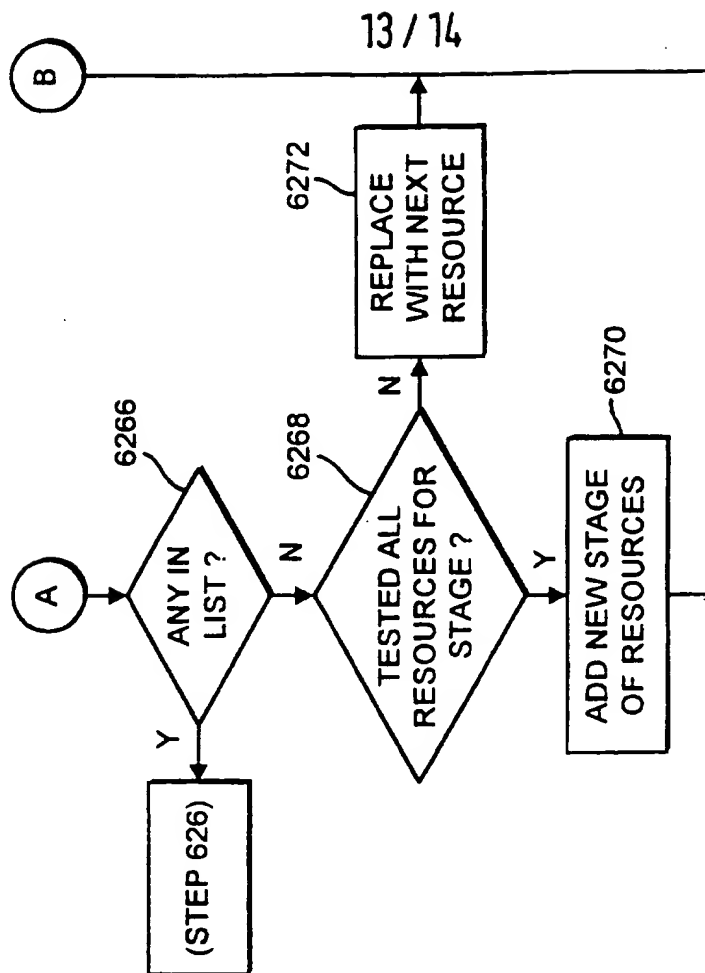 13 / 14
A
B
6266
ANY IN
LIST ?
Y
N
(STEP 626)
6268
TESTED ALL
RESOURCES FOR
STAGE ?
N
Y
6272
REPLACE
WITH NEXT
RESOURCE
6270
ADD NEW STAGE
OF RESOURCES